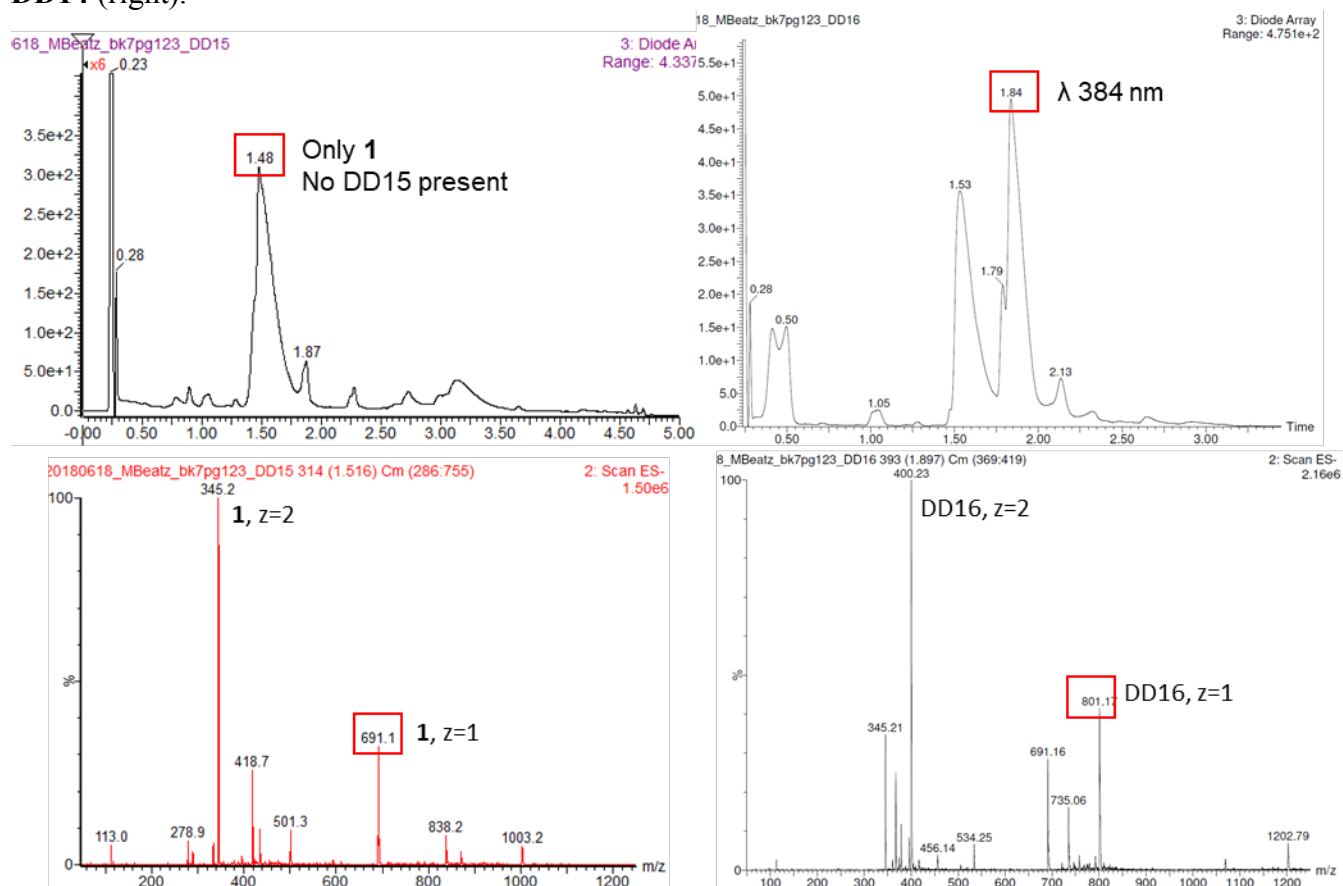 DD14 (right).
618_MBeatz_bk7pg123_DD15
3: Diode Ar
Range: 4.337
x6
0.23
3.5e+2
3.0e+2
2.5e+2
2.0e+2
1.5e+2
1.0e+2
5.0e+1
0.0
0.28
1.48
1.87
Only 1
No DD15 present
-0.00 0.50 1.00 1.50 2.00 2.50 3.00 3.50 4.00 4.50 5.00
18_MBeatz_bk7pg123_DD16
3: Diode Array
Range: 4.751e+2
5.5e+1
5.0e+1
4.5e+1
4.0e+1
3.5e+1
3.0e+1
2.5e+1
2.0e+1
1.5e+1
1.0e+1
5.0
0.0
0.28
0.50
1.05
1.53
1.79
1.84
2.13
λ 384 nm
0.50 1.00 1.50 2.00 2.50 3.00
Time
20180618_MBeatz_bk7pg123_DD15 314 (1.516) Cm (286:755)
2: Scan ES-
1.50e6
100
%
0
345.2
1, z=2
691.1
1, z=1
418.7
113.0
278.9
501.3
838.2
1003.2
200 400 600 800 1000 1200
m/z
8_MBeatz_bk7pg123_DD16 393 (1.897) Cm (369:419)
2: Scan ES-
2.16e6
100
%
0
400.23
DD16, z=2
801.17
DD16, z=1
345.21
691.16
735.06
456.14
534.25
1202.79
100 200 300 400 500 600 700 800 900 1000 1100 1200
m/z